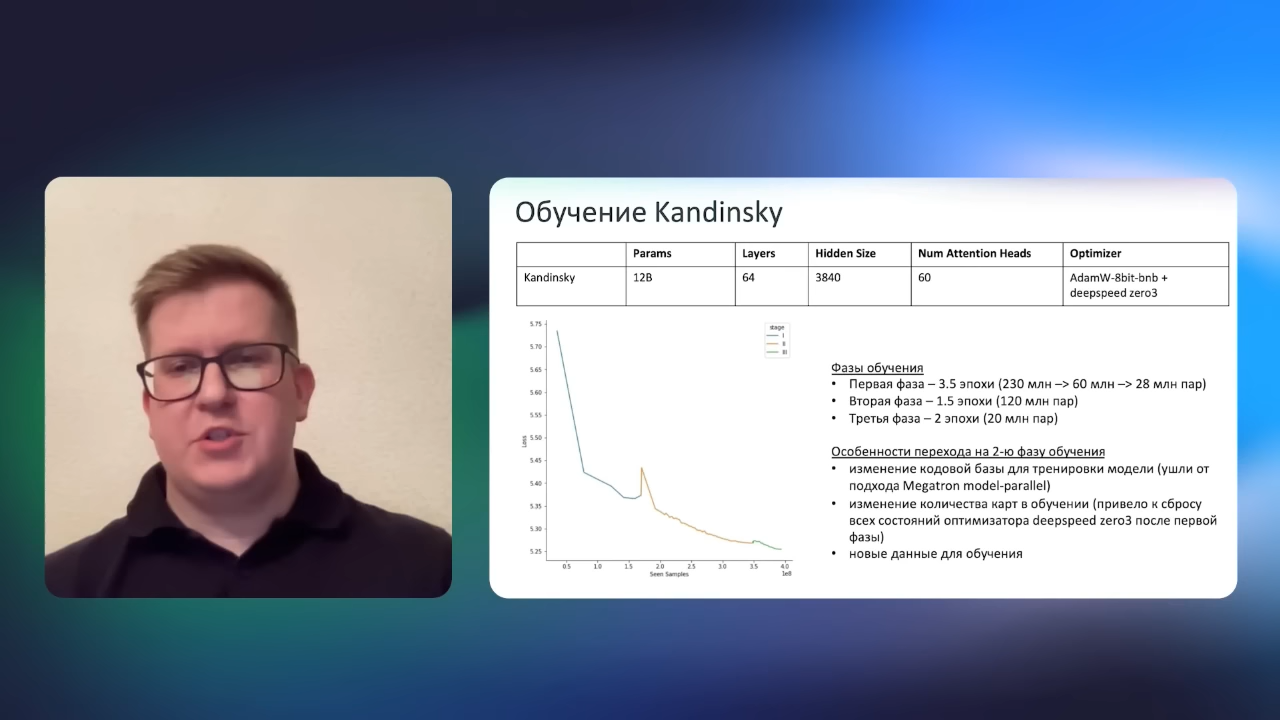 Обучение Kandinsky
Params Layers Hidden Size Num Attention Heads Optimizer
Kandinsky 12B 64 3840 60 AdamW-8bit-bnb +
deepspeed zero3
5.75
5.70
5.65
5.60
5.55
5.50
5.45
5.40
5.35
5.30
5.25
Loss
stage
I
II
III
0.5 1.0 1.5 2.0 2.5 3.0 3.5 4.0
1e8
Seen Samples
Фазы обучения
• Первая фаза – 3.5 эпохи (230 млн –> 60 млн –> 28 млн пар)
• Вторая фаза – 1.5 эпохи (120 млн пар)
• Третья фаза – 2 эпохи (20 млн пар)
Особенности перехода на 2-ю фазу обучения
• изменение кодовой базы для тренировки модели (ушли от
подхода Megatron model-parallel)
• изменение количества карт в обучении (привело к сбросу
всех состояний оптимизатора deepspeed zero3 после первой
фазы)
• новые данные для обучения